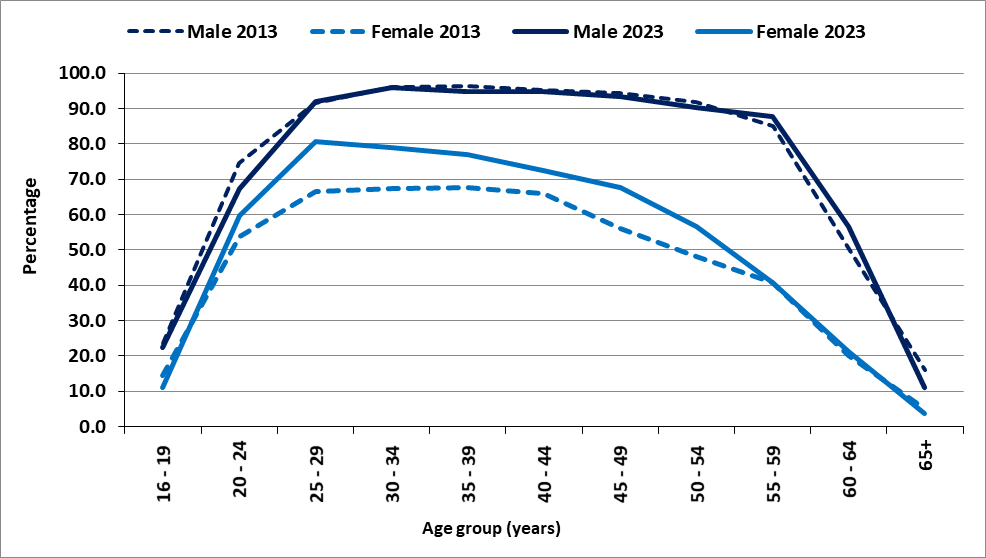 Male 2013 Female 2013 Male 2023 Female 2023
100.0
90.0
80.0
70.0
60.0
50.0
40.0
30.0
20.0
10.0
0.0
Percentage
16 - 19
20 - 24
25 - 29
30 - 34
35 - 39
40 - 44
45 - 49
50 - 54
55 - 59
60 - 64
65+
Age group (years)